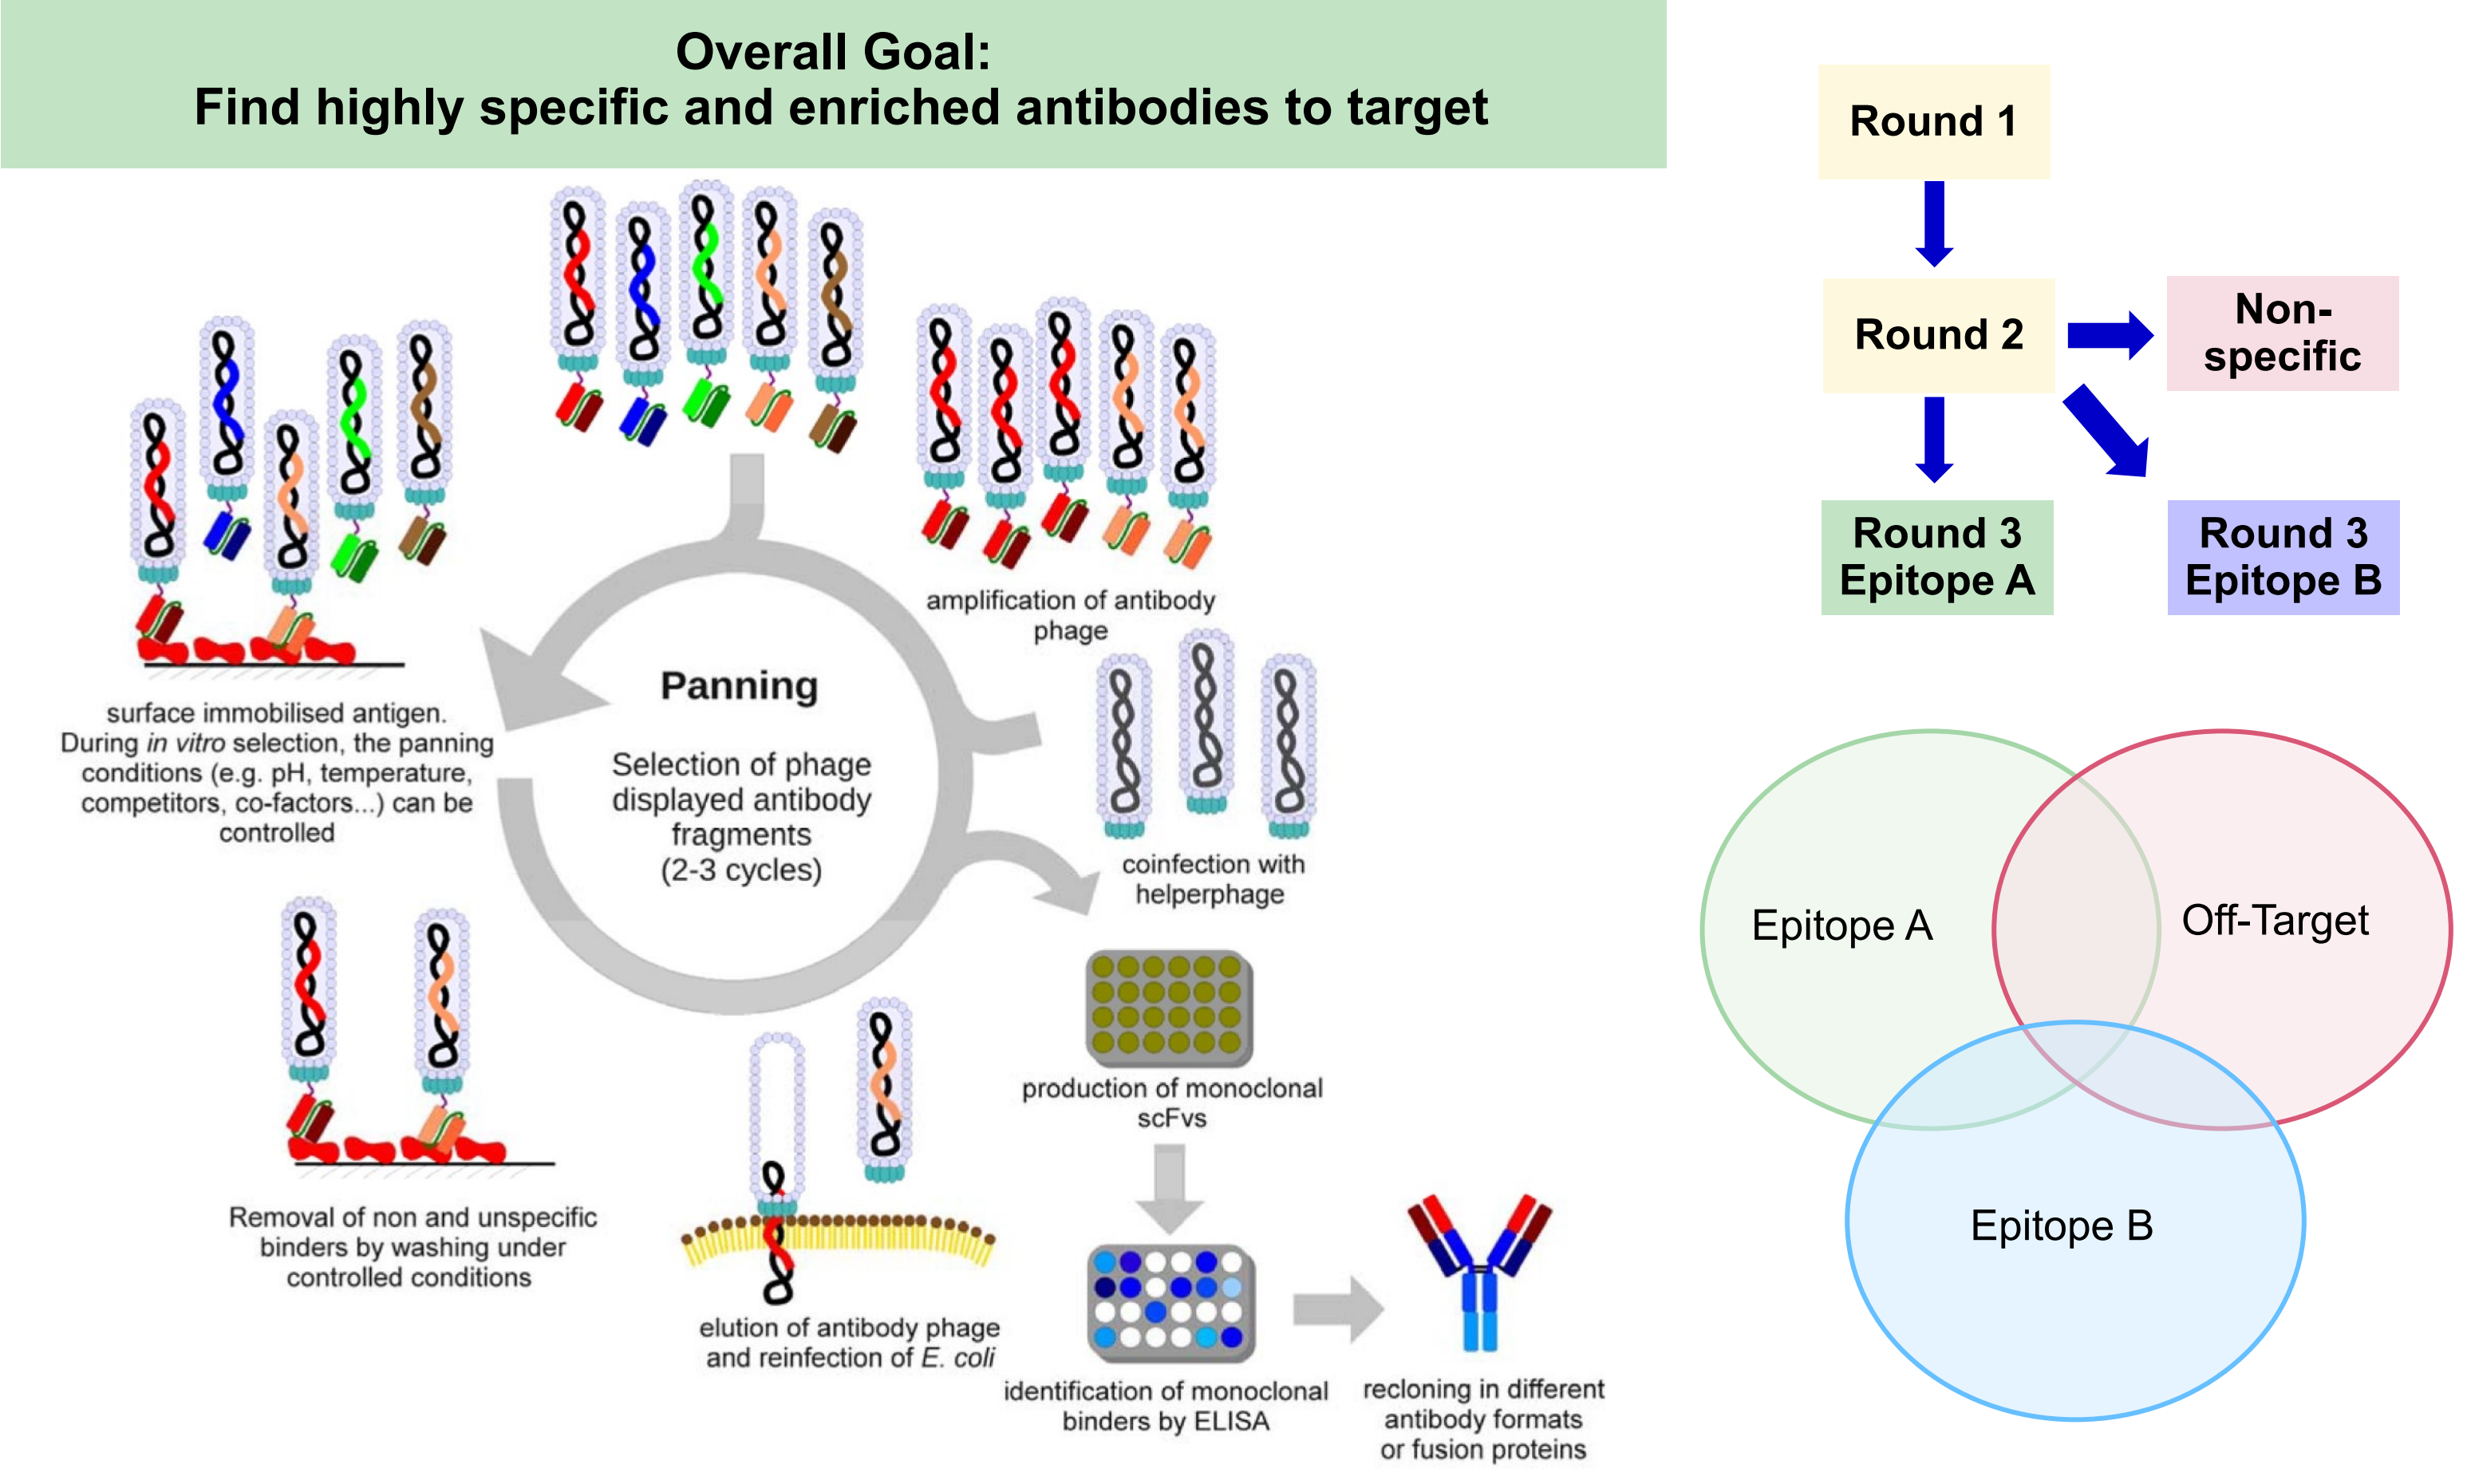 Overall Goal:
Find highly specific and enriched antibodies to target
amplification of antibody
phage
surface immobilised antigen.
During in vitro selection, the panning
conditions (e.g. pH, temperature,
competitors, co-factors...) can be
controlled
Panning
Selection of phage
displayed antibody
fragments
(2-3 cycles)
coinfection with
helperphage
Removal of non and unspecific
binders by washing under
controlled conditions
elution of antibody phage
and reinfection of E. coli
production of monoclonal
scFvs
identification of monoclonal
binders by ELISA
recloning in different
antibody formats
or fusion proteins
Round 1
Round 2
Non-
specific
Round 3
Epitope A
Round 3
Epitope B
Epitope A
Off-Target
Epitope B